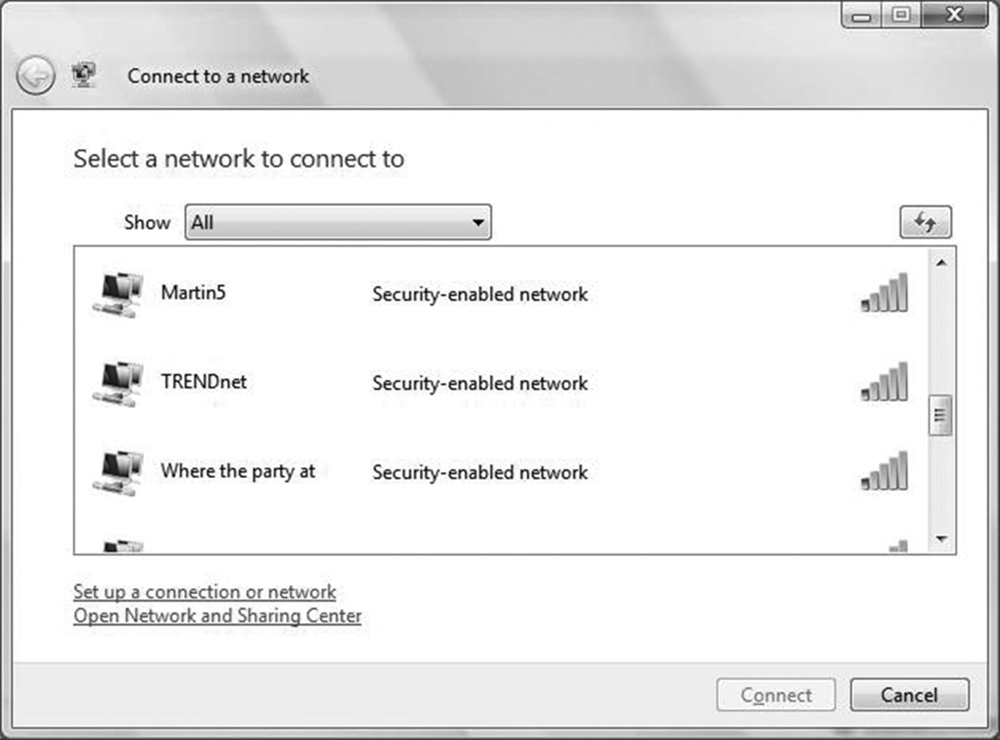 Connect to a network
Select a network to connect to
Show All
Martin5 Security-enabled network
TRENDnet Security-enabled network
Where the party at Security-enabled network
Set up a connection or network
Open Network and Sharing Center
Connect Cancel